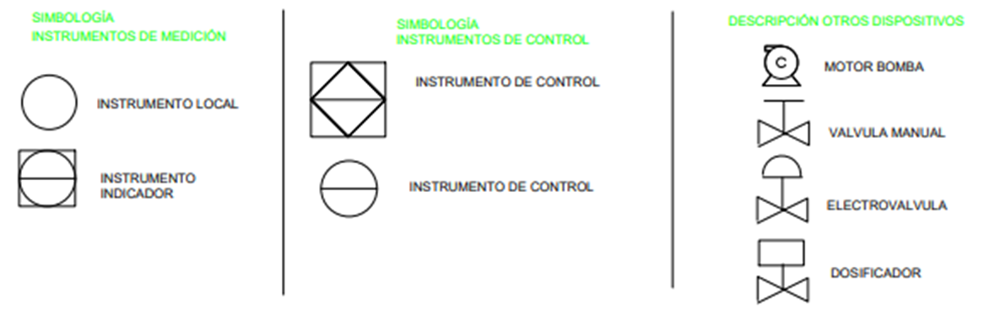 SIMBOLOGÍA
INSTRUMENTOS DE MEDICIÓN
INSTRUMENTO LOCAL
INSTRUMENTO
INDICADOR
SIMBOLOGÍA
INSTRUMENTOS DE CONTROL
INSTRUMENTO DE CONTROL
INSTRUMENTO DE CONTROL
DESCRIPCIÓN OTROS DISPOSITIVOS
C
MOTOR BOMBA
VALVULA MANUAL
ELECTROVALVULA
DOSIFICADOR